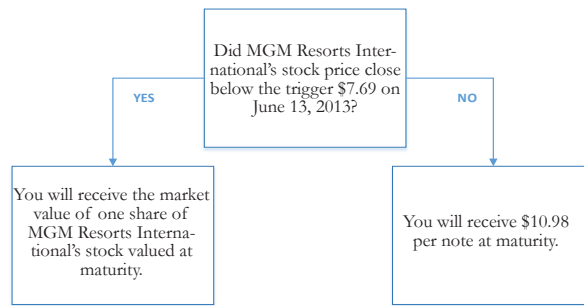 Did MGM Resorts Inter-
national's stock price close
below the trigger $7.69 on
June 13, 2013?
YES
NO
You will receive the market
value of one share of
MGM Resorts Interna-
tional's stock valued at
maturity.
You will receive $10.98
per note at maturity.